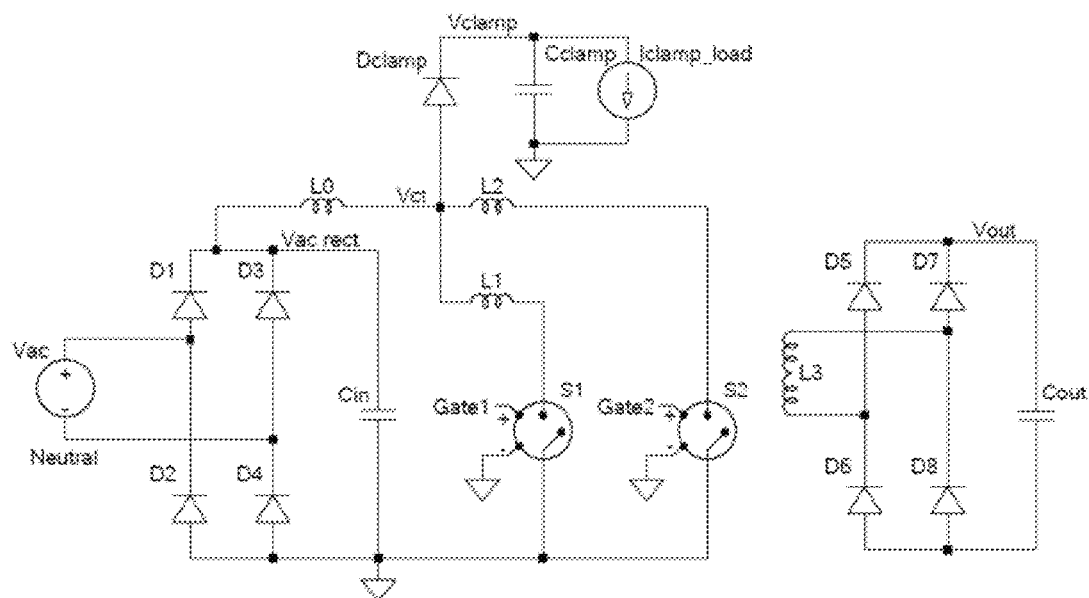 Vclamp
Dclamp
Cclamp
Iclamp_load
L0
Vct
L2
Vac rect
Vout
D1
D3
D5
D7
L1
Vac
+
-
L3
Cin
Gate1
+
-
S1
Gate2
+
-
S2
Cout
Neutral
D2
D4
D6
D8